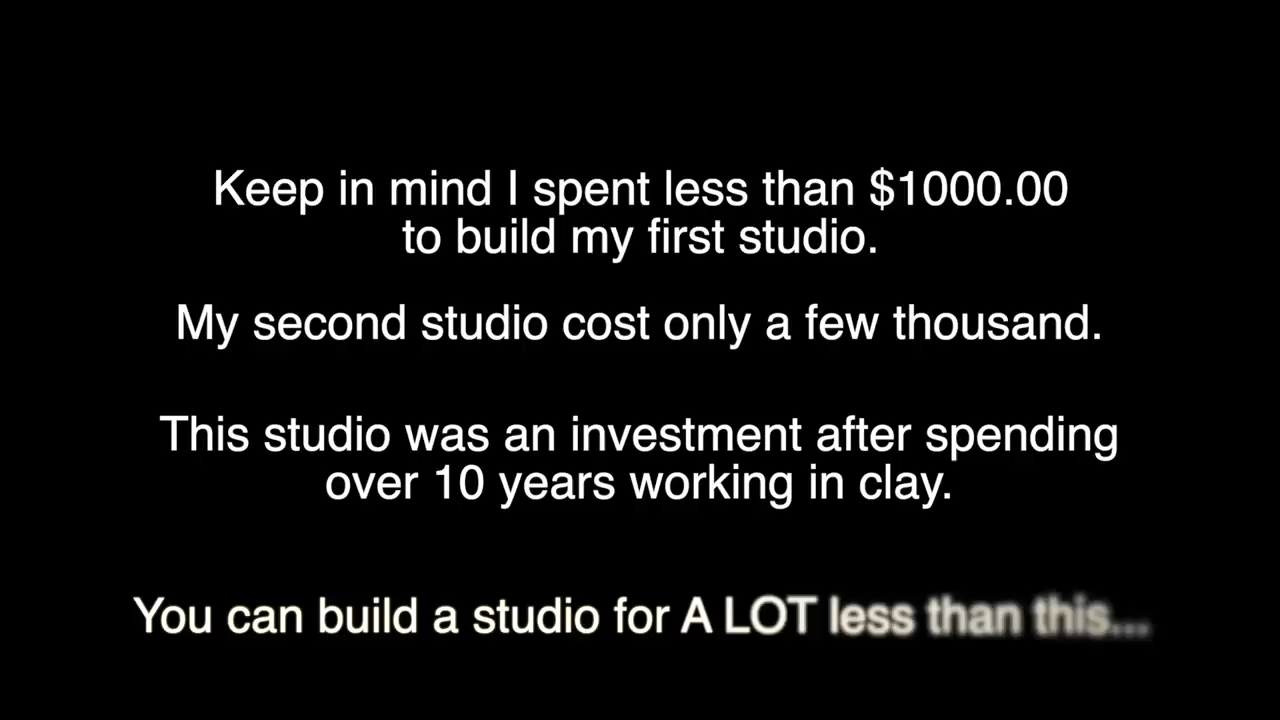 Keep in mind I spent less than $1000.00
to build my first studio.
My second studio cost only a few thousand.
This studio was an investment after spending
over 10 years working in clay.
You can build a studio for A LOT less than this...